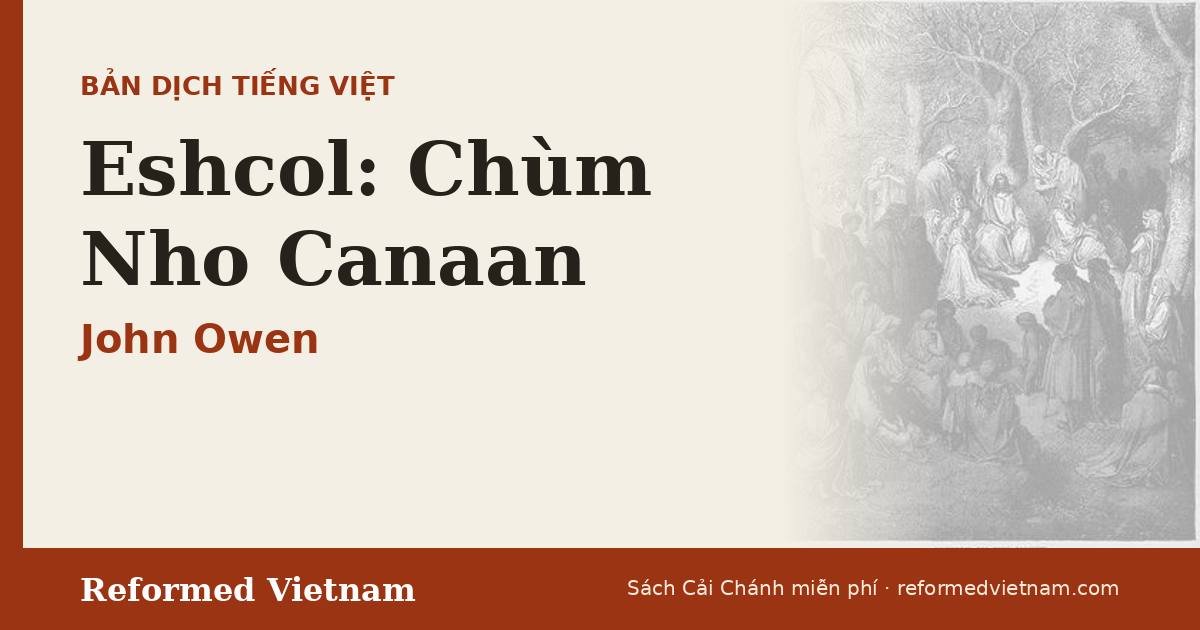 BẢN DỊCH TIẾNG VIỆT
Eshcol: Chùm
Nho Canaan
John Owen
Reformed Vietnam
Sách Cải Chánh miễn phí · reformedvietnam.com